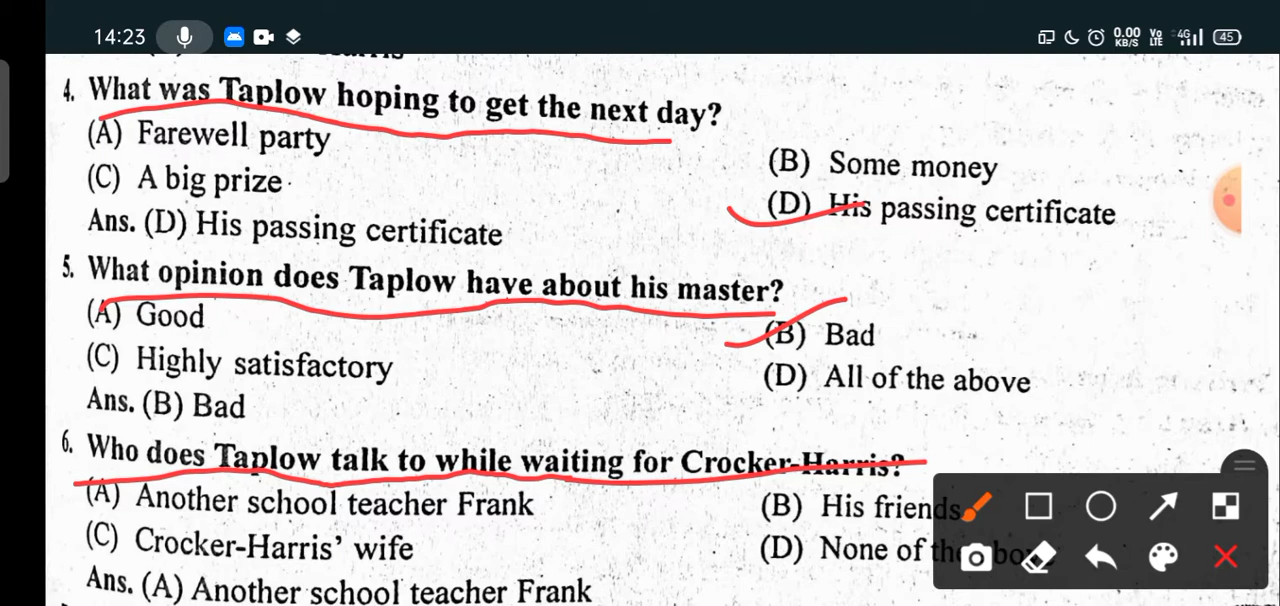 14:23
0.00
KB/S
Vo
LTE
4G
45
4. What was Taplow hoping to get the next day?
(A) Farewell party
(B) Some money
(C) A big prize
(D) His passing certificate
Ans. (D) His passing certificate
5. What opinion does Taplow have about his master?
(A) Good
(B) Bad
(C) Highly satisfactory
(D) All of the above
Ans. (B) Bad
6. Who does Taplow talk to while waiting for Crocker-Harris?
(A) Another school teacher Frank
(B) His friends
(C) Crocker-Harris' wife
(D) None of the
Ans. (A) Another school teacher Frank